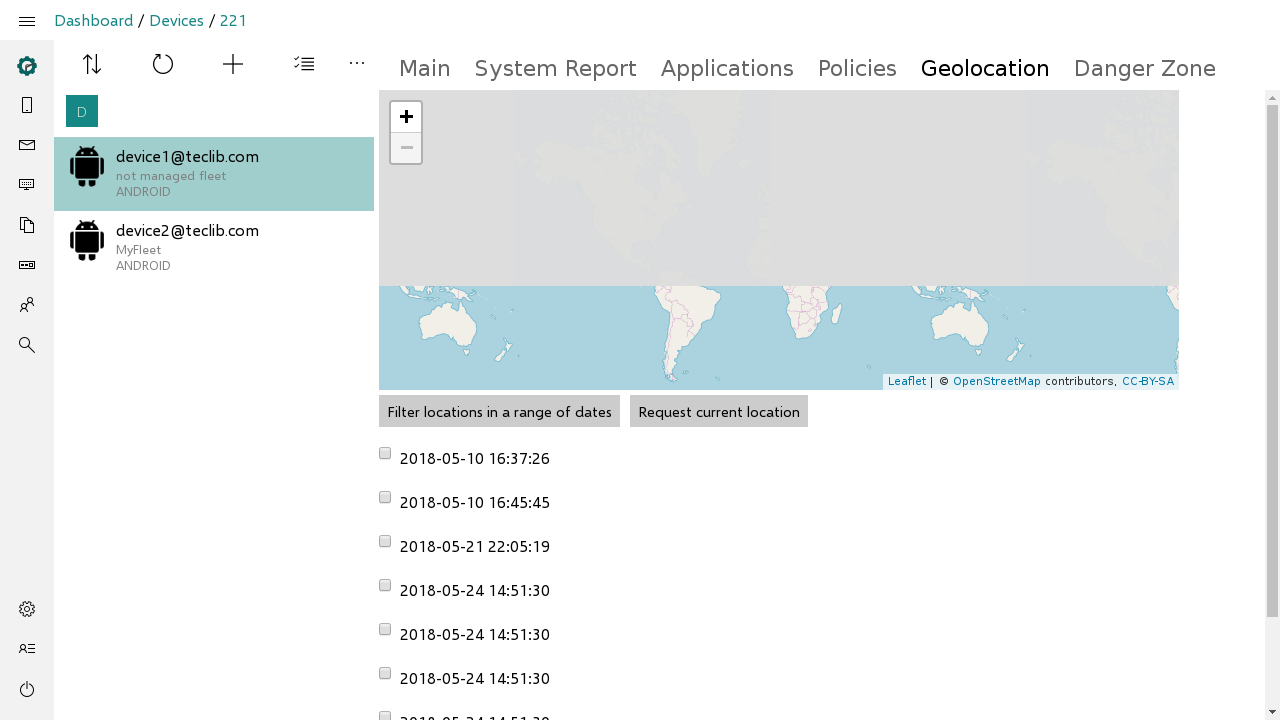 Dashboard / Devices / 221
Main System Report Applications Policies Geolocation Danger Zone
D
device1@teclib.com
not managed fleet
ANDROID
device2@teclib.com
MyFleet
ANDROID
+
−
Leaflet | © OpenStreetMap contributors, CC-BY-SA
Filter locations in a range of dates
Request current location
2018-05-10 16:37:26
2018-05-10 16:45:45
2018-05-21 22:05:19
2018-05-24 14:51:30
2018-05-24 14:51:30
2018-05-24 14:51:30